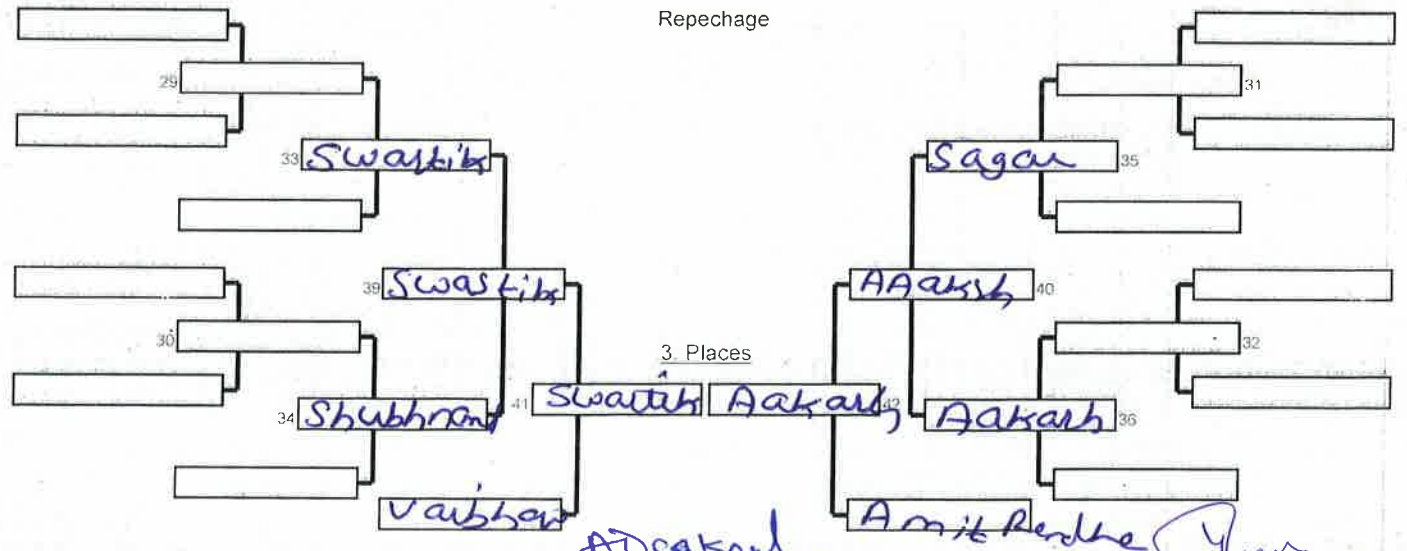 Repechage
29
31
33 Swastik
Sagar 35
39 Swastik
AAaksh 40
30
32
3. Places
34 Shubham
41 Swastik
Aakash 42
Aakash 36
Vaibhav
Amit Rendhe